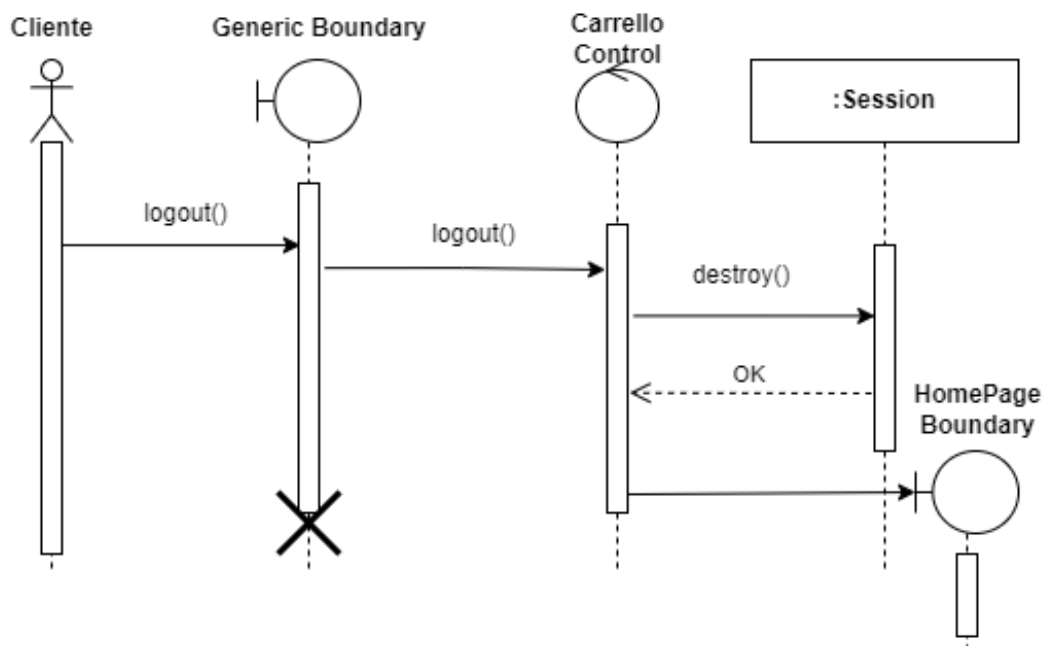 Cliente
Generic Boundary
Carrello
Control
:Session
logout()
logout()
destroy()
OK
HomePage
Boundary